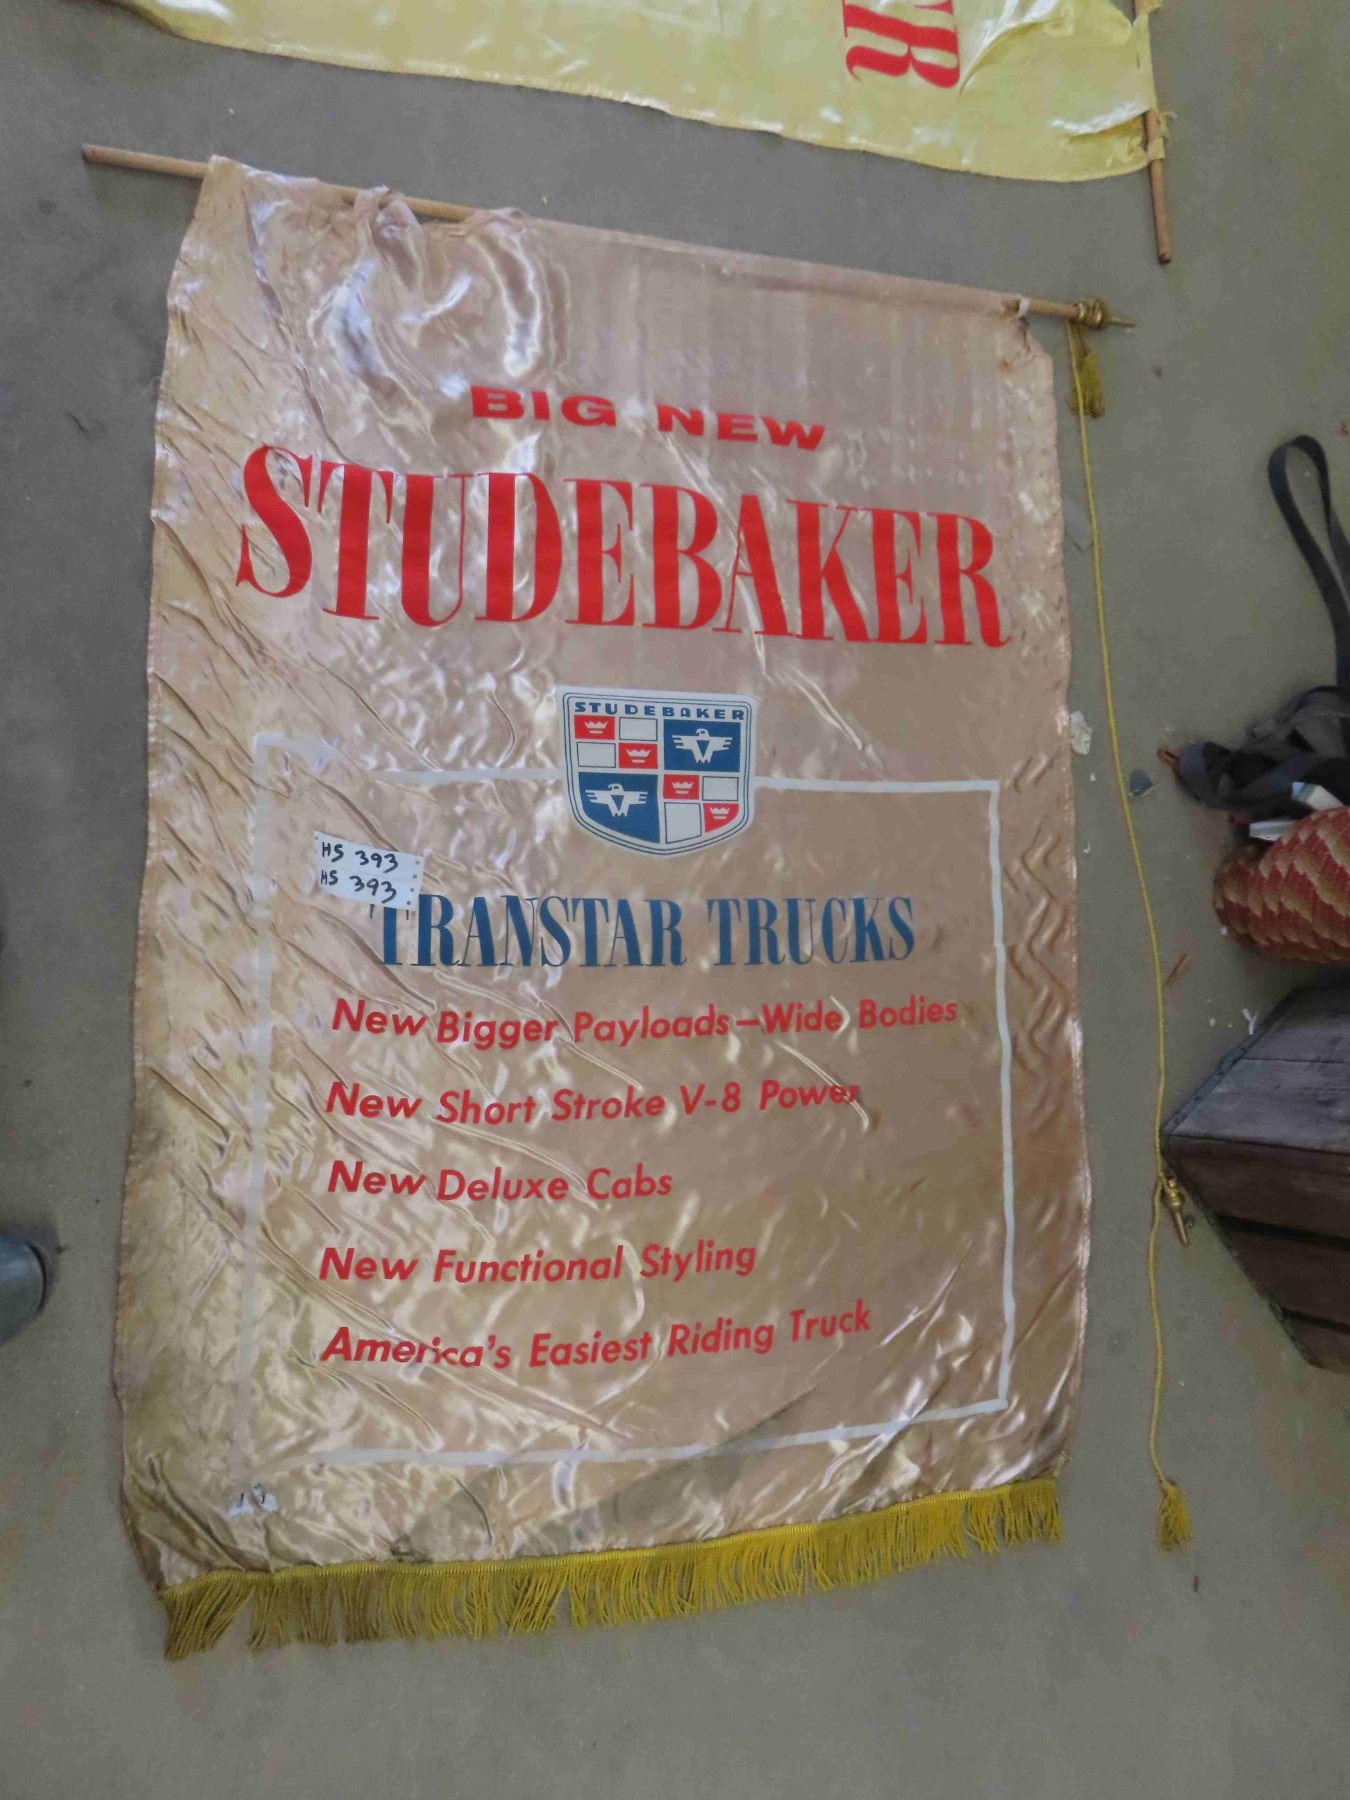 ER
BIG NEW
STUDEBAKER
STUDEBAKER
HS 393
HS 393
TRANSTAR TRUCKS
New Bigger Payloads—Wide Bodies
New Short Stroke V-8 Power
New Deluxe Cabs
New Functional Styling
America's Easiest Riding Truck